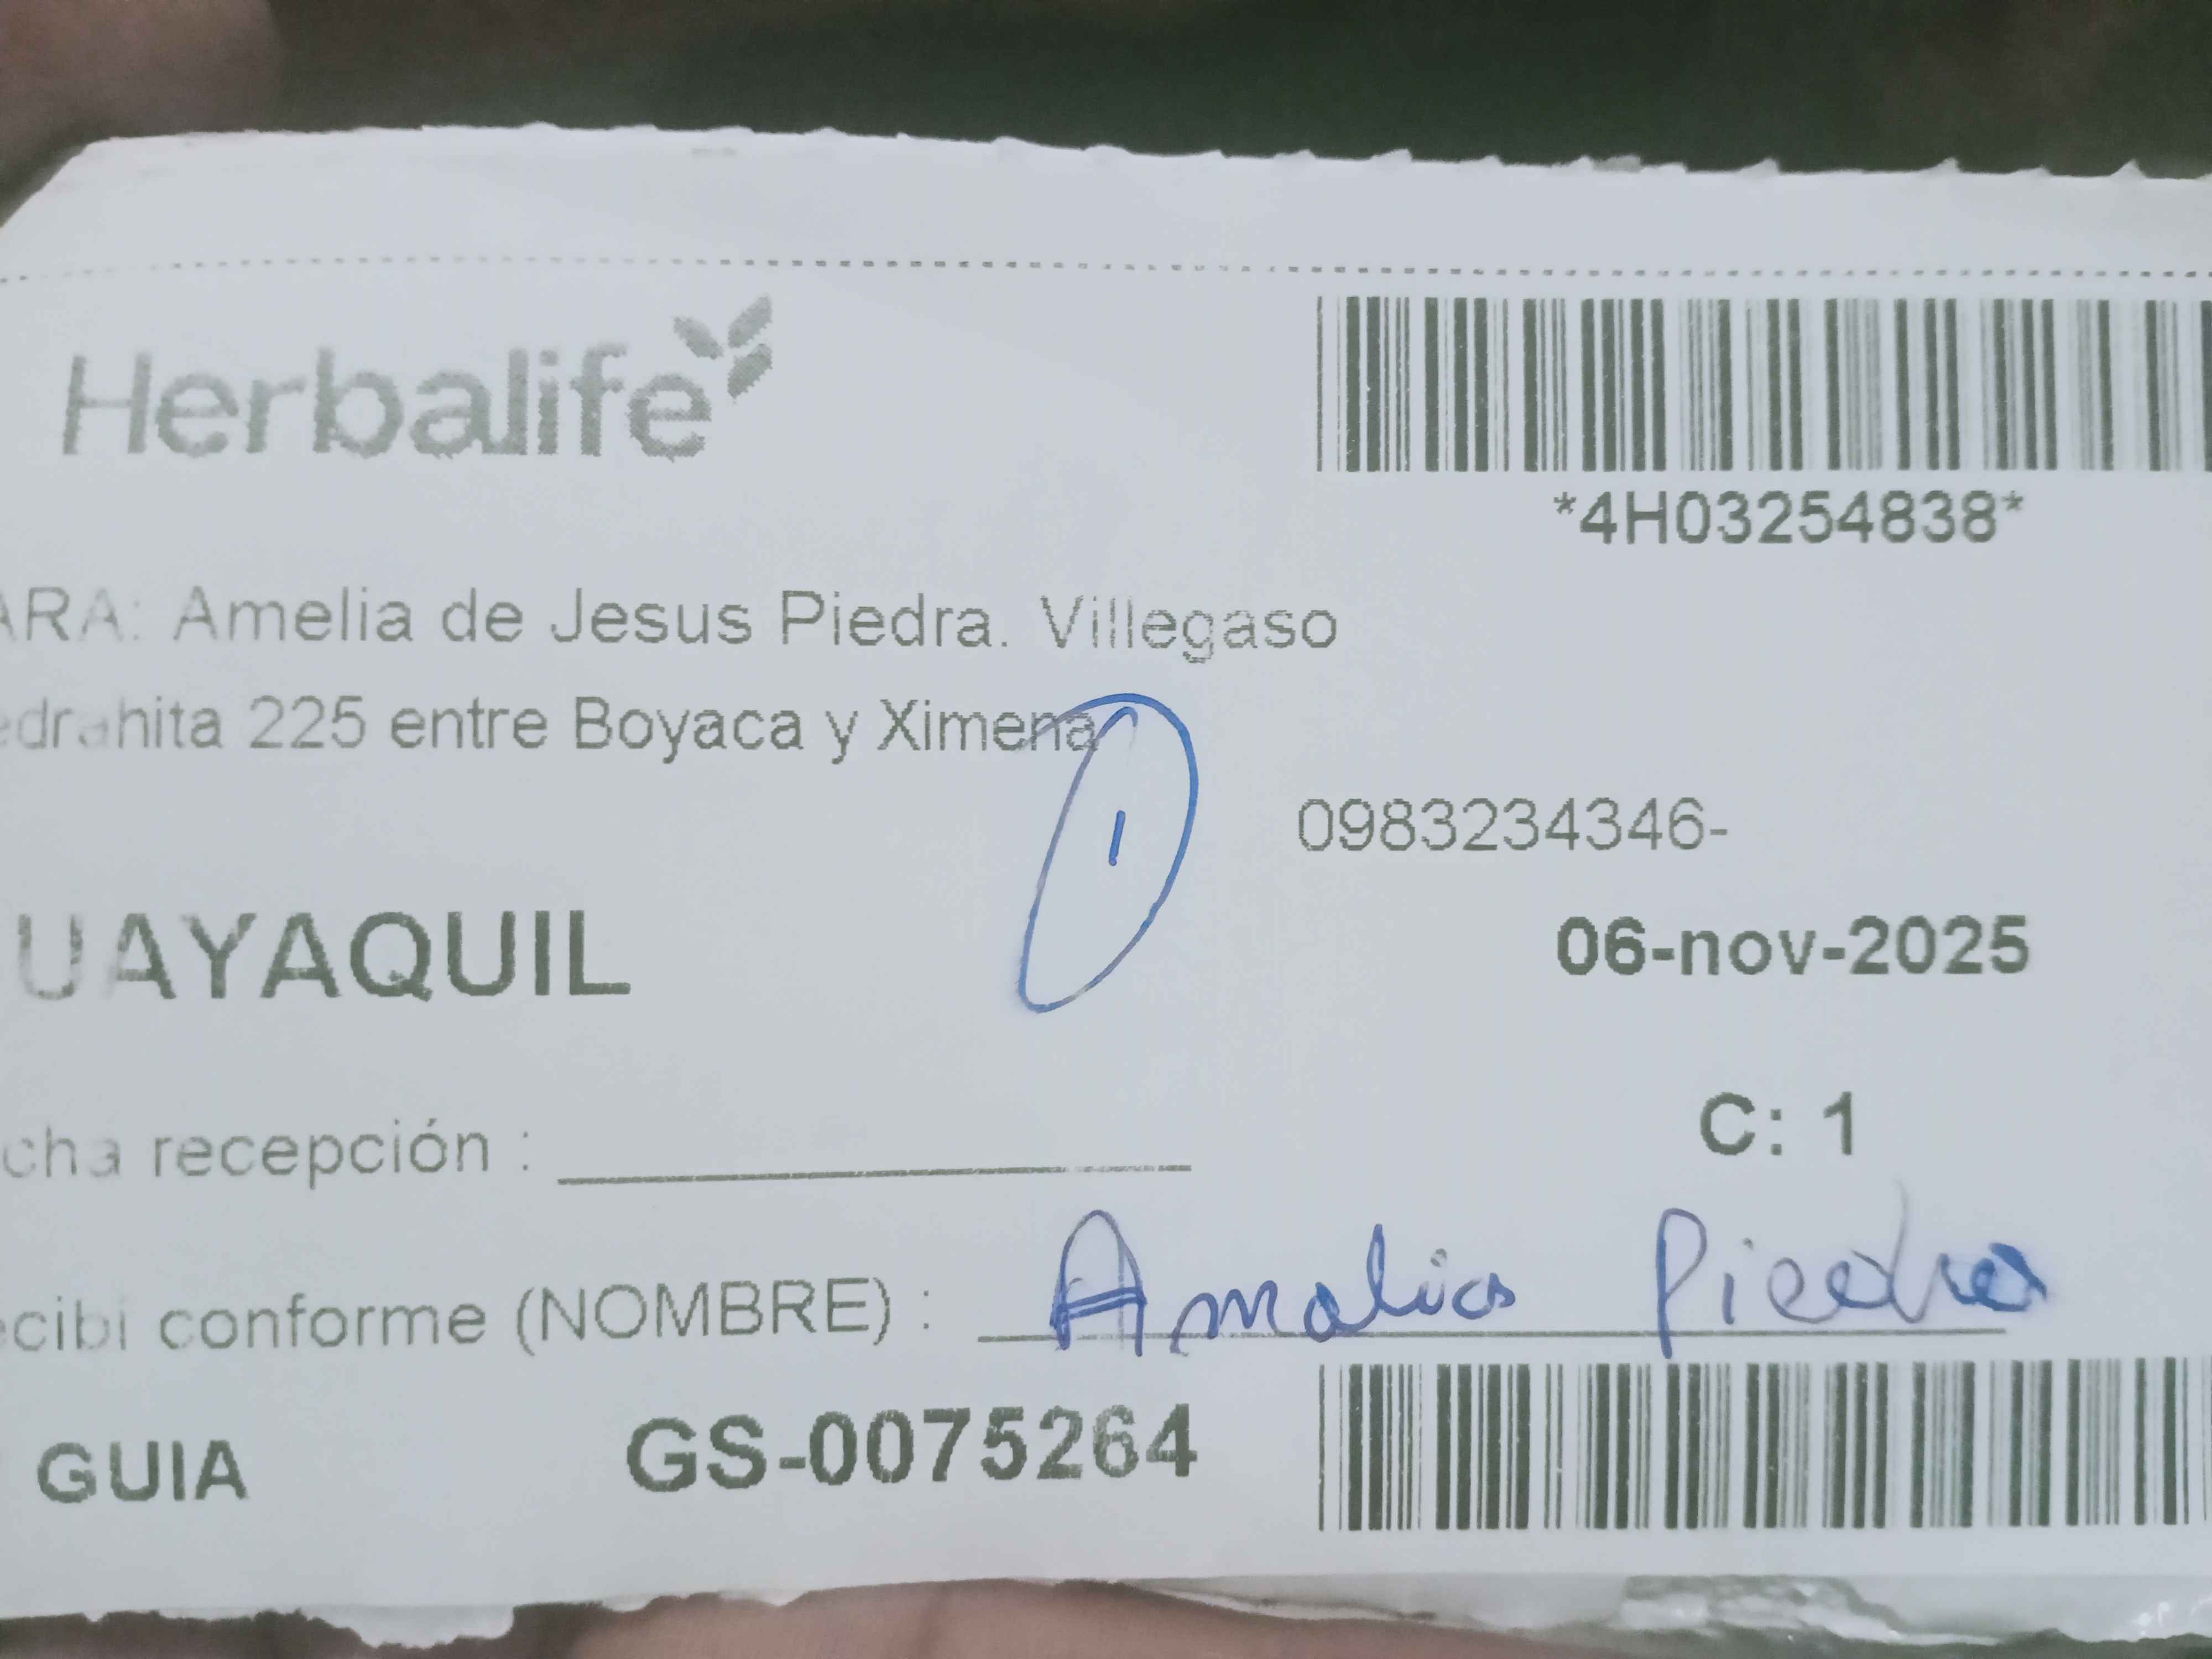 Herbalife
*4H03254838*
ARA: Amelia de Jesus Piedra. Villegaso
edrahita 225 entre Boyaca y Ximena
1
0983234346-
UAYAQUIL
06-nov-2025
C: 1
cha recepción :
ecibi conforme (NOMBRE) : Amalia Piedra
GUIA GS-0075264